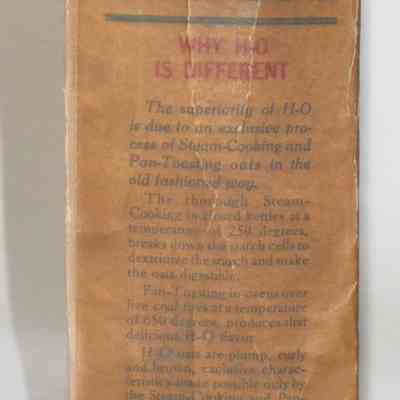 WHY H-O
IS DIFFERENT
The superiority of H-O
is due to an exclusive pro-
cess of Steam-Cooking and
Pan-Toasting oats in the
old fashioned way.
The thorough Steam-
Cooking in closed kettles at a
temperature of 250 degrees,
breaks down the starch cells to
dextrinize the starch and make
the oats digestible.
Pan-Toasting in ovens over
live coal fires at a temperature
of 650 degrees, produces that
delicious H-O flavor.
H-O oats are plump, curly
and brown, exclusive charac-
teristics made possible only by
the Steam-Cooking and Pan-